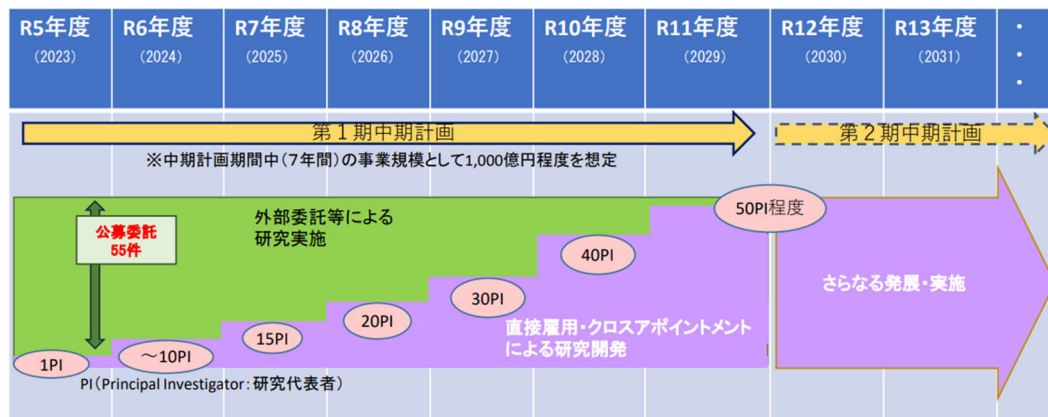 R5年度 R6年度 R7年度 R8年度 R9年度 R10年度 R11年度 R12年度 R13年度 ・
(2023) (2024) (2025) (2026) (2027) (2028) (2029) (2030) (2031) ・
・
第１期中期計画
第２期中期計画
※中期計画期間中(７年間)の事業規模として1,000億円程度を想定
公募委託
55件
外部委託等による
研究実施
1PI
～10PI
15PI
20PI
30PI
40PI
50PI程度
直接雇用・クロスアポイントメント
による研究開発
さらなる発展・実施
PI(Principal Investigator：研究代表者)